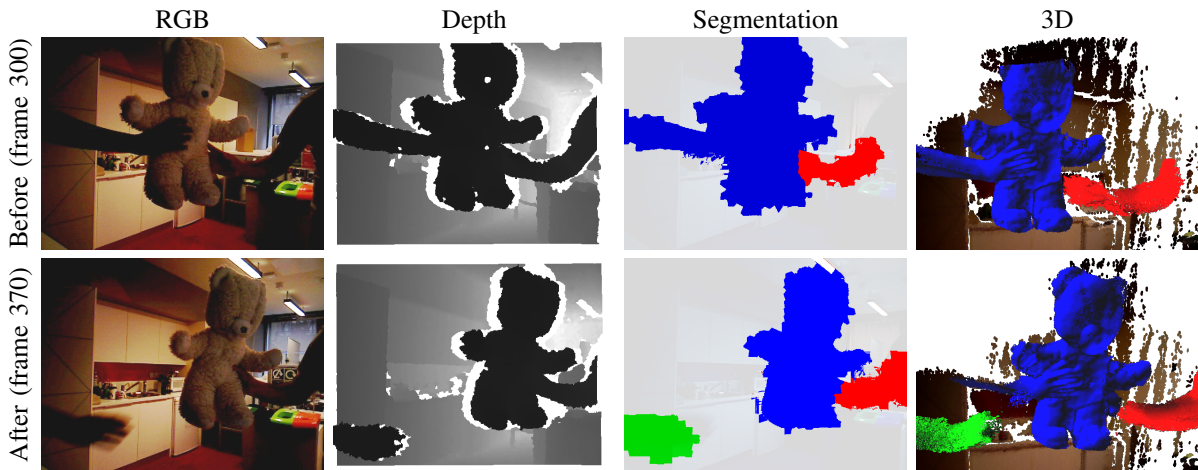 RGB Depth Segmentation 3D
Before (frame 300)
After (frame 370)